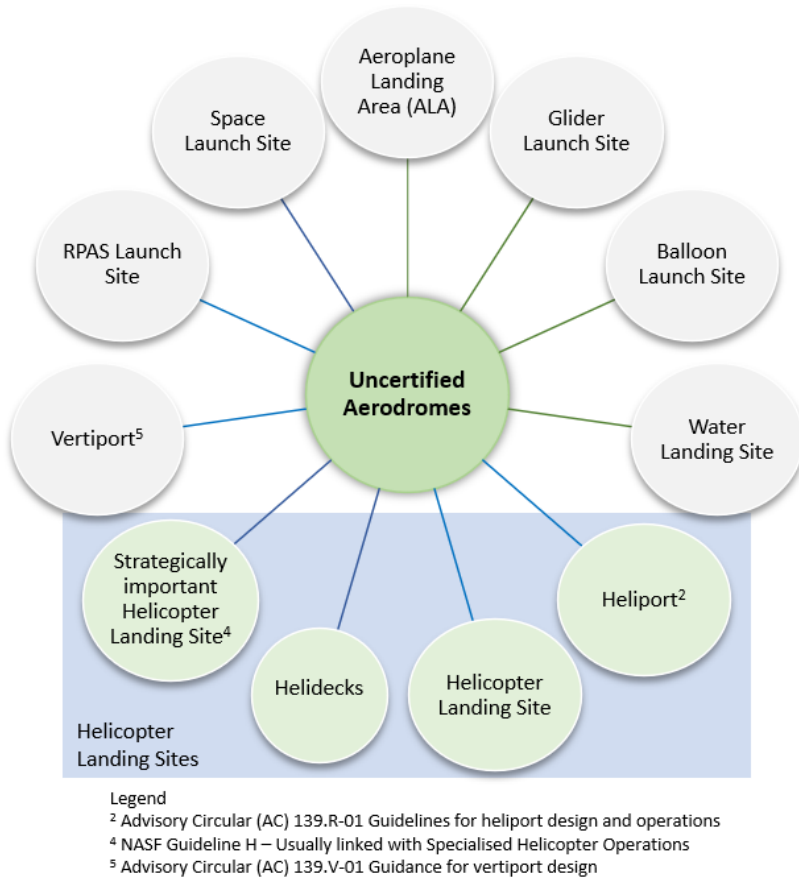 Aeroplane
Landing
Area (ALA)
Space
Launch Site
Glider
Launch Site
RPAS Launch
Site
Balloon
Launch Site
Uncertified
Aerodromes
Vertiport⁵
Water
Landing Site
Strategically
important
Helicopter
Landing Site⁴
Heliport²
Helidecks
Helicopter
Landing Site
Helicopter
Landing Sites
Legend
² Advisory Circular (AC) 139.R-01 Guidelines for heliport design and operations
⁴ NASF Guideline H – Usually linked with Specialised Helicopter Operations
⁵ Advisory Circular (AC) 139.V-01 Guidance for vertiport design